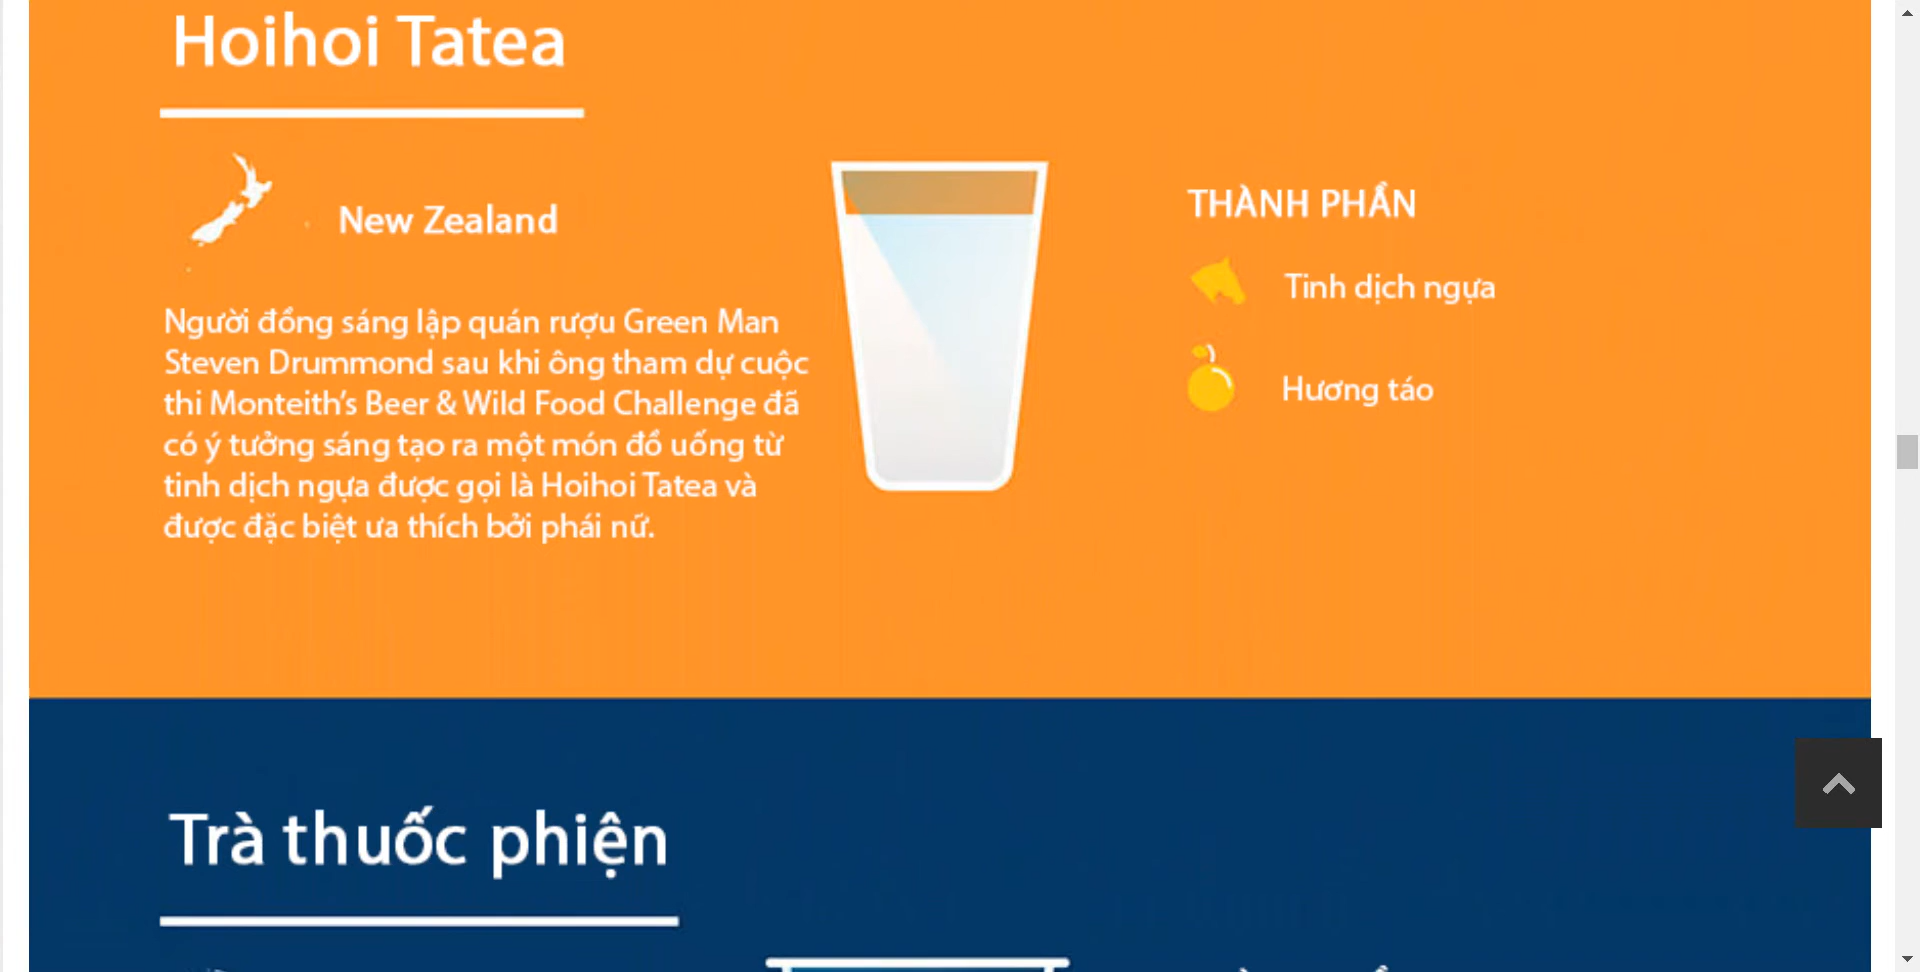 Hoihoi Tatea
New Zealand
Người đồng sáng lập quán rượu Green Man
Steven Drummond sau khi ông tham dự cuộc
thi Monteith’s Beer & Wild Food Challenge đã
có ý tưởng sáng tạo ra một món đồ uống từ
tinh dịch ngựa được gọi là Hoihoi Tatea và
được đặc biệt ưa thích bởi phái nữ.
THÀNH PHẦN
Tinh dịch ngựa
Hương táo
Trà thuốc phiện